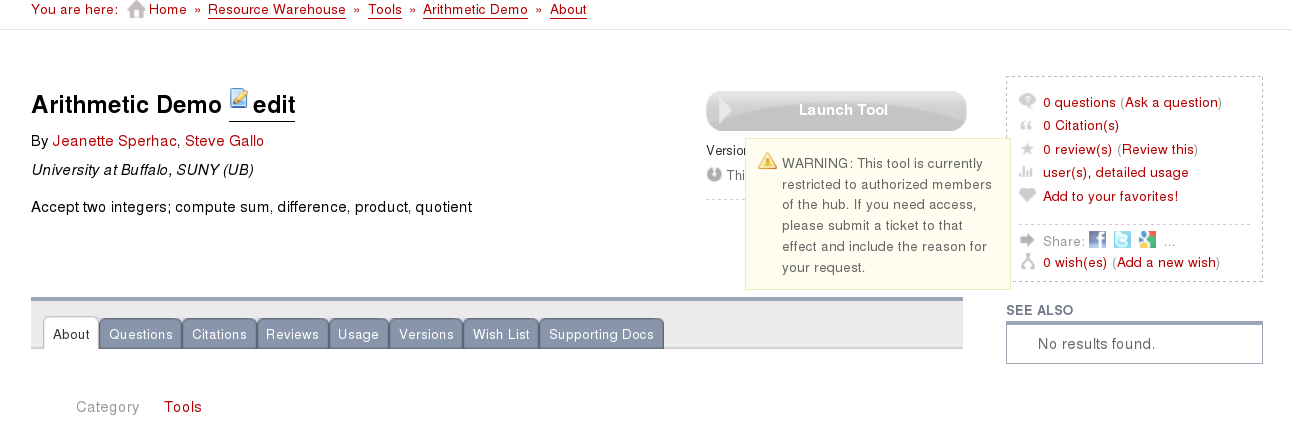 You are here: Home » Resource Warehouse » Tools » Arithmetic Demo » About
Arithmetic Demo edit
By Jeanette Sperhac, Steve Gallo
University at Buffalo, SUNY (UB)
Accept two integers; compute sum, difference, product, quotient
Launch Tool
WARNING: This tool is currently
restricted to authorized members
of the hub. If you need access,
please submit a ticket to that
effect and include the reason for
your request.
0 questions (Ask a question)
0 Citation(s)
0 review(s) (Review this)
user(s), detailed usage
Add to your favorites!
Share: ...
0 wish(es) (Add a new wish)
SEE ALSO
No results found.
About Questions Citations Reviews Usage Versions Wish List Supporting Docs
Category Tools